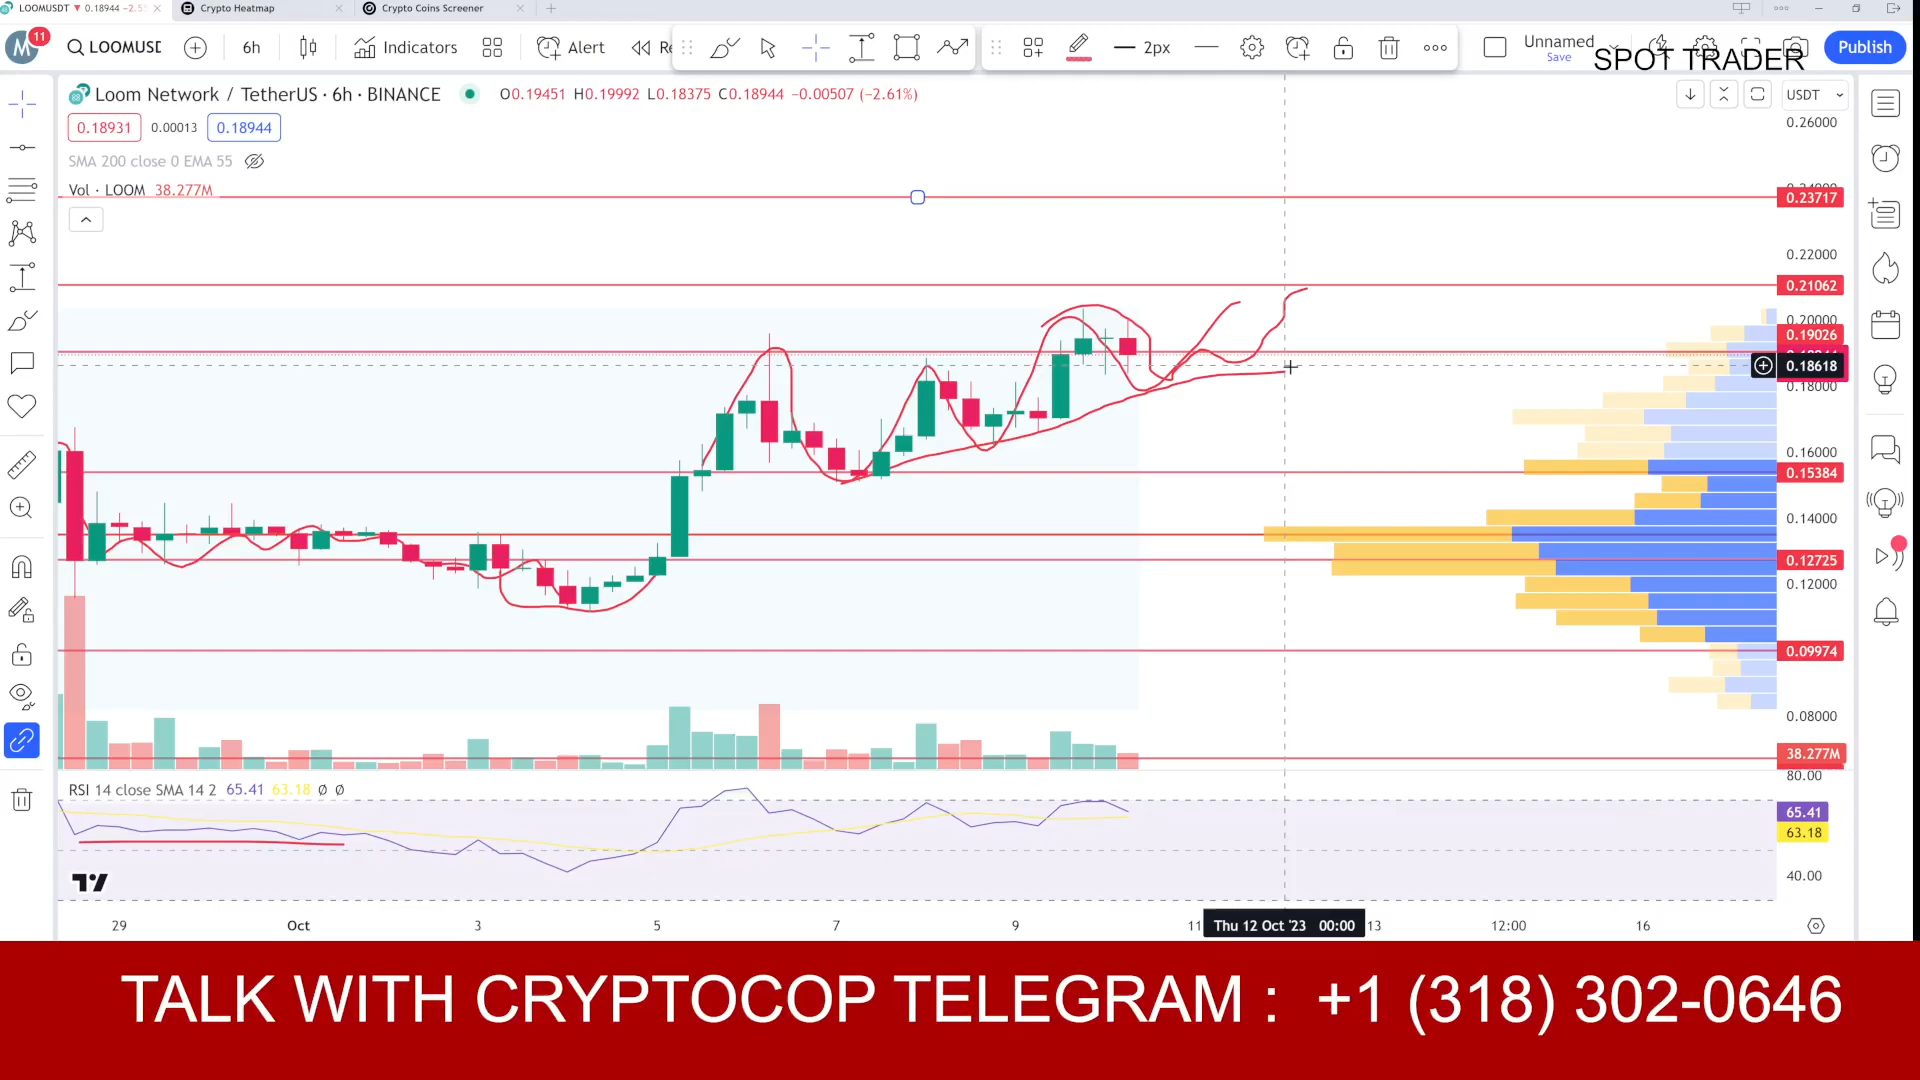 LOOMUSDT ▼ 0.18944 −2.5
Crypto Heatmap
Crypto Coins Screener
M
11
LOOMUSD
6h
Indicators
Alert
Re
2px
Unnamed
Save
SPOT TRADER
Publish
Loom Network / TetherUS · 6h · BINANCE
O0.19451 H0.19992 L0.18375 C0.18944 −0.00507 (−2.61%)
USDT
0.18931
0.00013
0.18944
SMA 200 close 0 EMA 55
Vol · LOOM 38.277M
0.26000
0.23717
0.22000
0.21062
0.20000
0.19026
0.18618
0.18000
0.16000
0.15384
0.14000
0.12725
0.12000
0.09974
0.08000
38.277M
80.00
RSI 14 close SMA 14 2 65.41 63.18 Ø Ø
65.41
63.18
40.00
29
Oct
3
5
7
9
11
Thu 12 Oct '23 00:00
13
12:00
16
TALK WITH CRYPTOCOP TELEGRAM : +1 (318) 302-0646